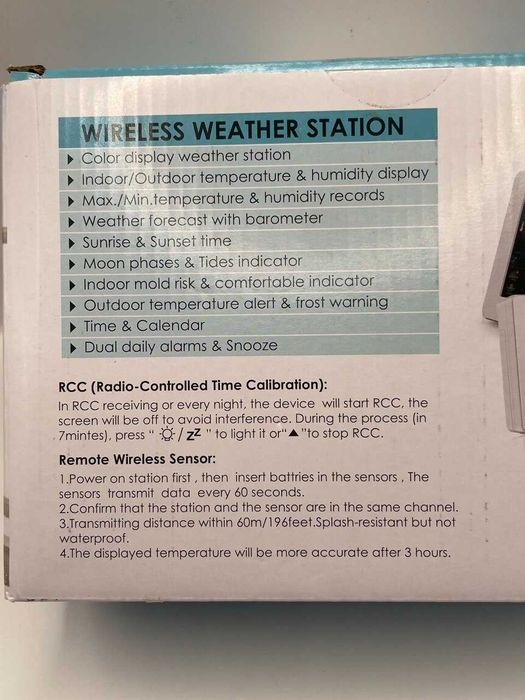 WIRELESS WEATHER STATION
Color display weather station
Indoor/Outdoor temperature & humidity display
Max./Min.temperature & humidity records
Weather forecast with barometer
Sunrise & Sunset time
Moon phases & Tides indicator
Indoor mold risk & comfortable indicator
Outdoor temperature alert & frost warning
Time & Calendar
Dual daily alarms & Snooze
RCC (Radio-Controlled Time Calibration):
In RCC receiving or every night, the device will start RCC, the
screen will be off to avoid interference. During the process (in
7mintes), press " / zZ " to light it or"▲"to stop RCC.
Remote Wireless Sensor:
1.Power on station first , then insert battries in the sensors , The
sensors transmit data every 60 seconds.
2.Confirm that the station and the sensor are in the same channel.
3.Transmitting distance within 60m/196feet.Splash-resistant but not
waterproof.
4.The displayed temperature will be more accurate after 3 hours.